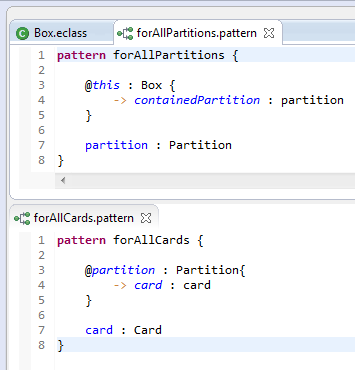 Box.eclass forAllPartitions.pattern
1 pattern forAllPartitions {
2
3 @this : Box {
4 -> containedPartition : partition
5 }
6
7 partition : Partition
8 }
forAllCards.pattern
1 pattern forAllCards {
2
3 @partition : Partition{
4 -> card : card
5 }
6
7 card : Card
8 }